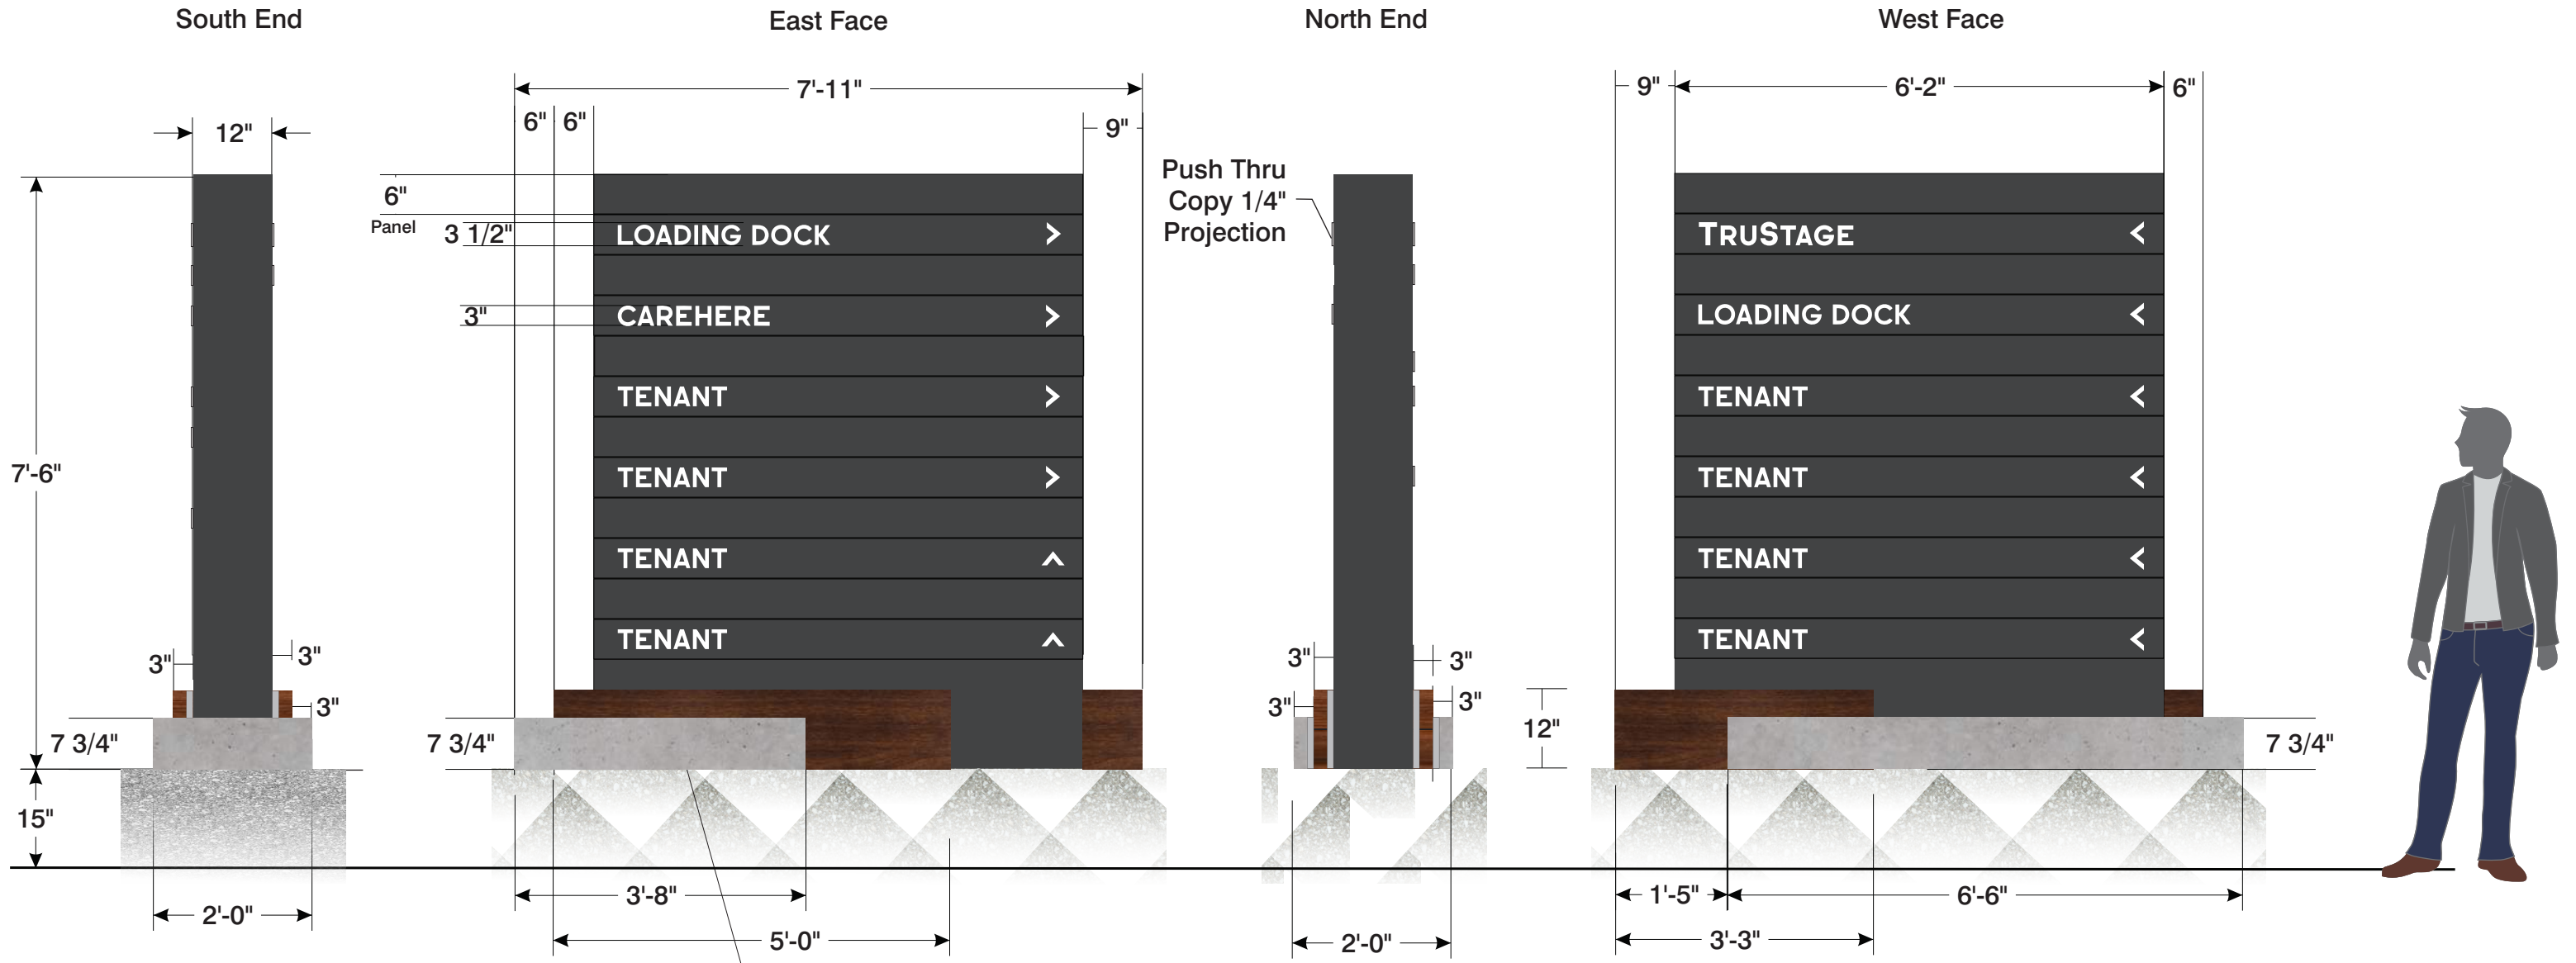 South End
East Face
North End
West Face
7'-11"
9"
6'-2"
6"
12"
6"
6"
9"
6"
Panel
3 1/2"
3"
Push Thru
Copy 1/4"
Projection
LOADING DOCK >
CAREHERE >
TENANT >
TENANT >
TENANT ^
TENANT ^
TRUSTAGE <
LOADING DOCK <
TENANT <
TENANT <
TENANT <
TENANT <
7'-6"
3"
3"
3"
7 3/4"
15"
2'-0"
7 3/4"
3'-8"
5'-0"
3"
3"
3"
3"
2'-0"
12"
7 3/4"
1'-5"
6'-6"
3'-3"